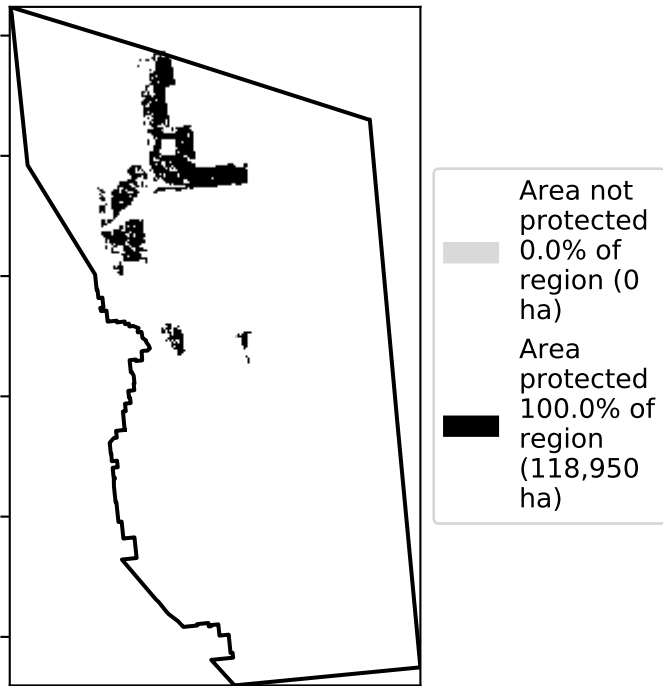 Area not
protected
0.0% of
region (0
ha)
Area
protected
100.0% of
region
(118,950
ha)